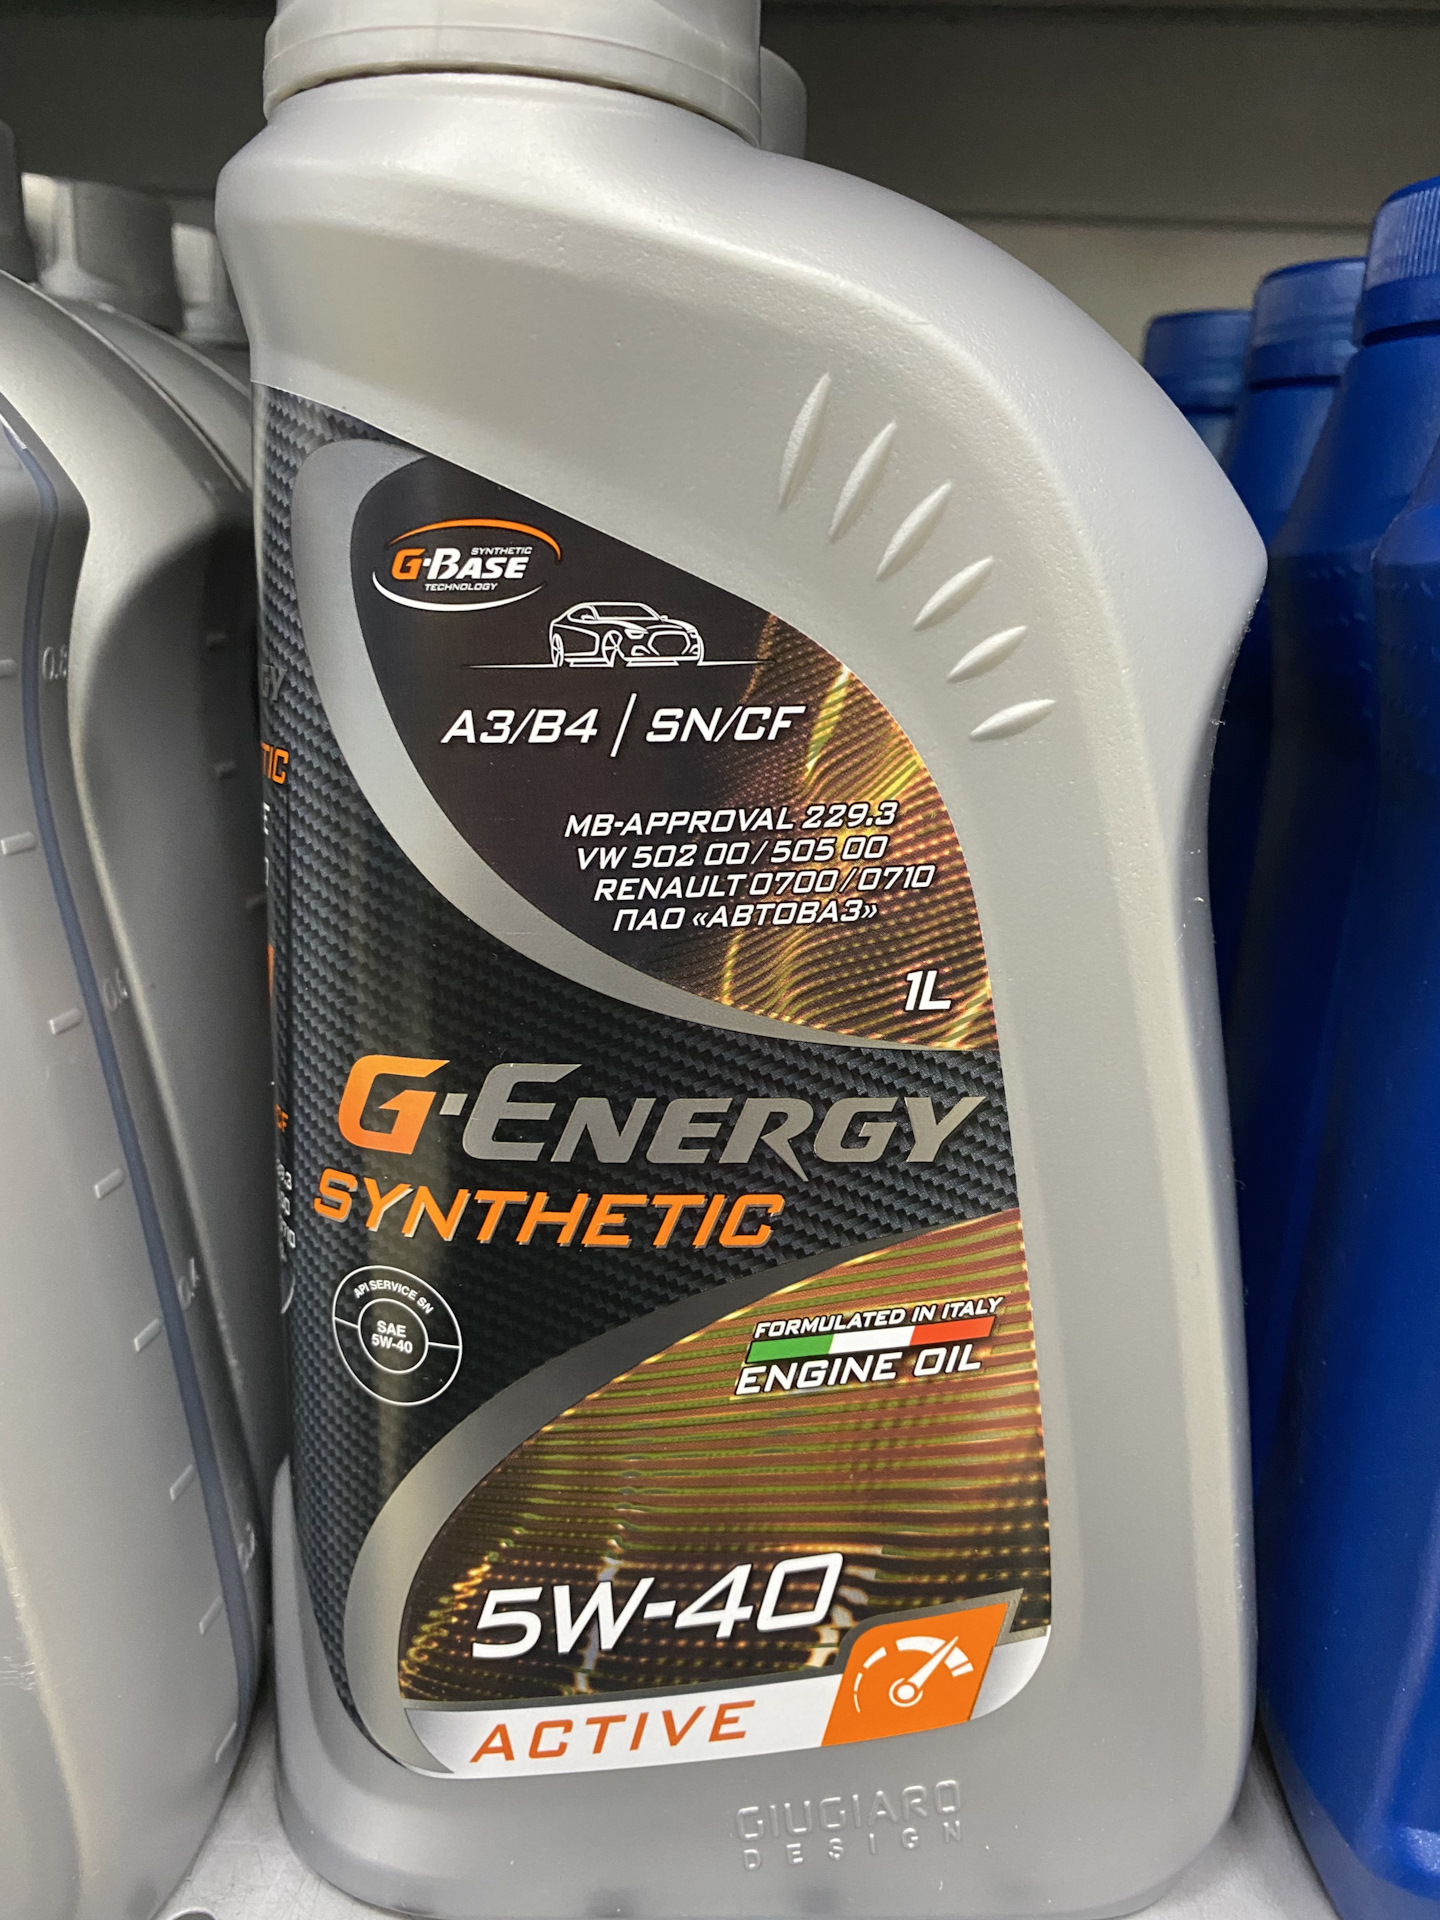 SYNTHETIC
G-BASE
TECHNOLOGY
A3/B4 | SN/CF
MB-APPROVAL 229.3
VW 502 00 / 505 00
RENAULT 0700 / 0710
ПАО «АВТОВАЗ»
1L
G-ENERGY
SYNTHETIC
API SERVICE SN
SAE
5W-40
FORMULATED IN ITALY
ENGINE OIL
5W-40
ACTIVE
GIUGIARO
DESIGN